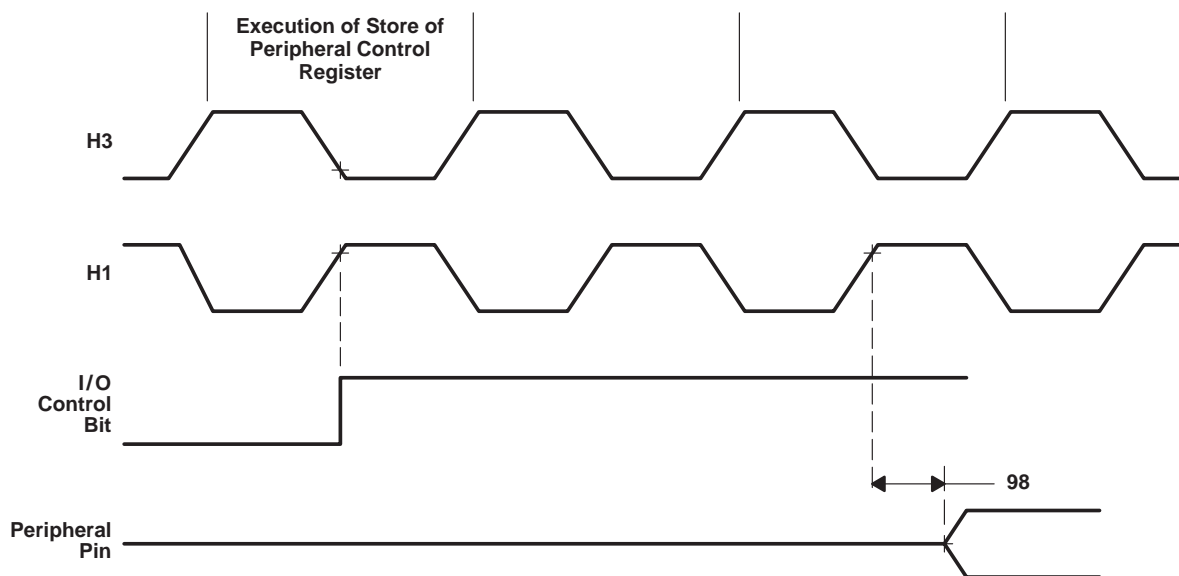 Execution of Store of
Peripheral Control
Register
H3
H1
I/O
Control
Bit
98
Peripheral
Pin